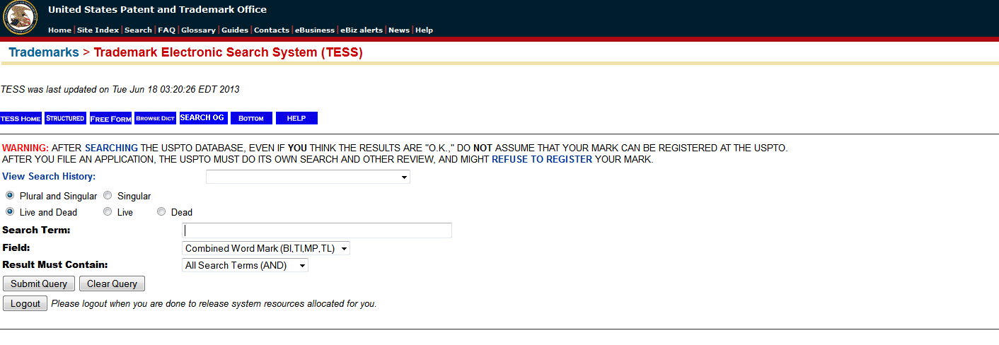 United States Patent and Trademark Office
Home | Site Index | Search | FAQ | Glossary | Guides | Contacts | eBusiness | eBiz alerts | News | Help
Trademarks > Trademark Electronic Search System (TESS)
TESS was last updated on Tue Jun 18 03:20:26 EDT 2013
TESS HOME STRUCTURED FREE FORM BROWSE DICT SEARCH OG BOTTOM HELP
WARNING: AFTER SEARCHING THE USPTO DATABASE, EVEN IF YOU THINK THE RESULTS ARE "O.K.," DO NOT ASSUME THAT YOUR MARK CAN BE REGISTERED AT THE USPTO.
AFTER YOU FILE AN APPLICATION, THE USPTO MUST DO ITS OWN SEARCH AND OTHER REVIEW, AND MIGHT REFUSE TO REGISTER YOUR MARK.
View Search History:
Plural and Singular Singular
Live and Dead Live Dead
Search Term:
Field: Combined Word Mark (BI,TI,MP,TL)
Result Must Contain: All Search Terms (AND)
Submit Query Clear Query
Logout Please logout when you are done to release system resources allocated for you.